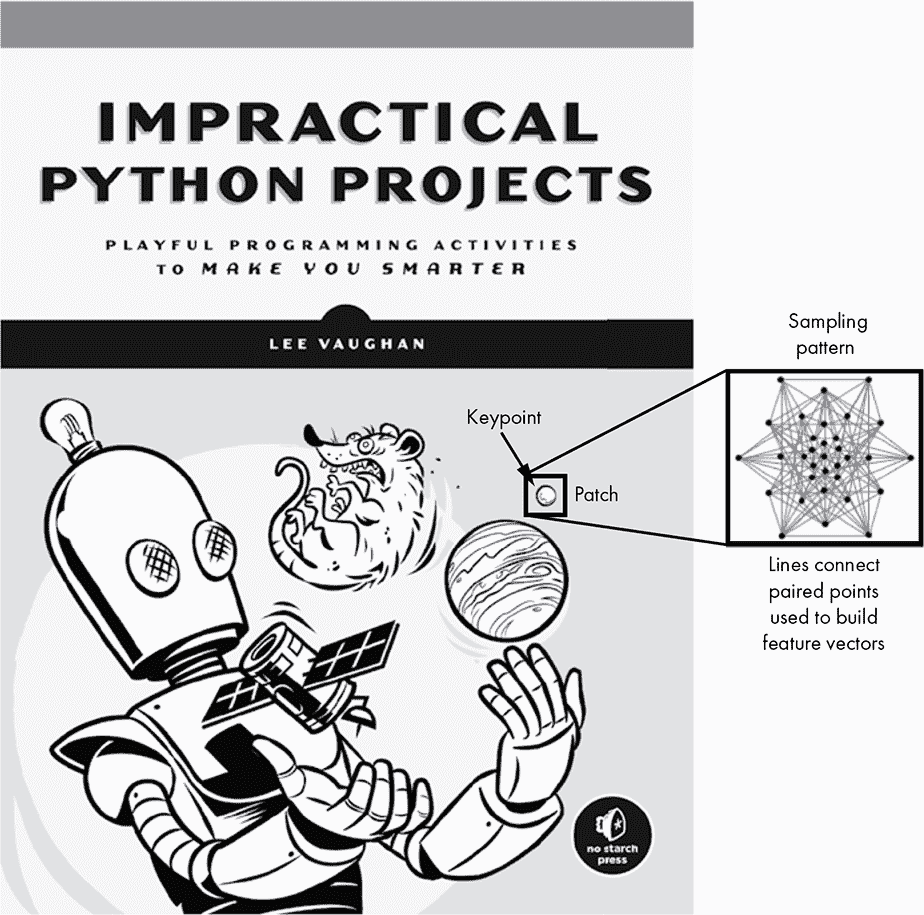 IMPRACTICAL
PYTHON PROJECTS
PLAYFUL PROGRAMMING ACTIVITIES
TO MAKE YOU SMARTER
LEE VAUGHAN
Sampling
pattern
Keypoint
Patch
Lines connect
paired points
used to build
feature vectors
no starch
press